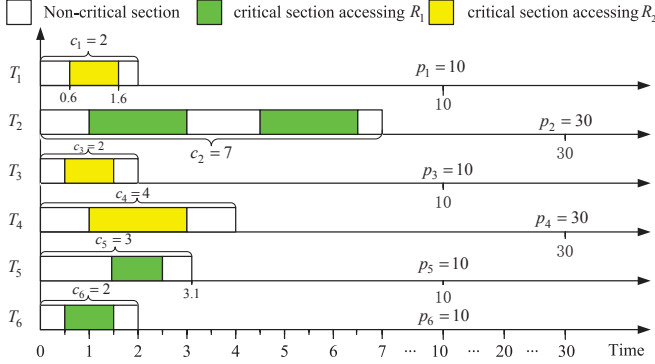 Non-critical section critical section accessing R₁ critical section accessing R₂
c₁ = 2
T₁ p₁ = 10
0.6 1.6 10
T₂ p₂ = 30
c₂ = 7 30
c₃ = 2
T₃ p₃ = 10
10
c₄ = 4
T₄ p₄ = 30
30
c₅ = 3
T₅ p₅ = 10
3.1 10
c₆ = 2
T₆ p₆ = 10
0 1 2 3 4 5 6 7 ... 10 ... 20 ... 30 Time